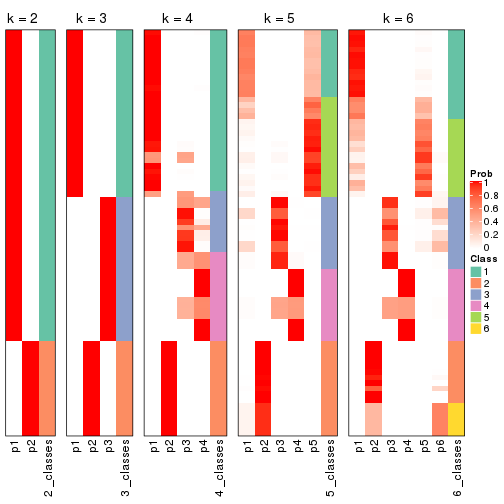 k = 2
k = 3
k = 4
k = 5
k = 6
Prob
1
0.8
0.6
0.4
0.2
0
Class
1
2
3
4
5
6
p1
p2
2_classes
p1
p2
p3
3_classes
p1
p2
p3
p4
4_classes
p1
p2
p3
p4
p5
5_classes
p1
p2
p3
p4
p5
p6
6_classes